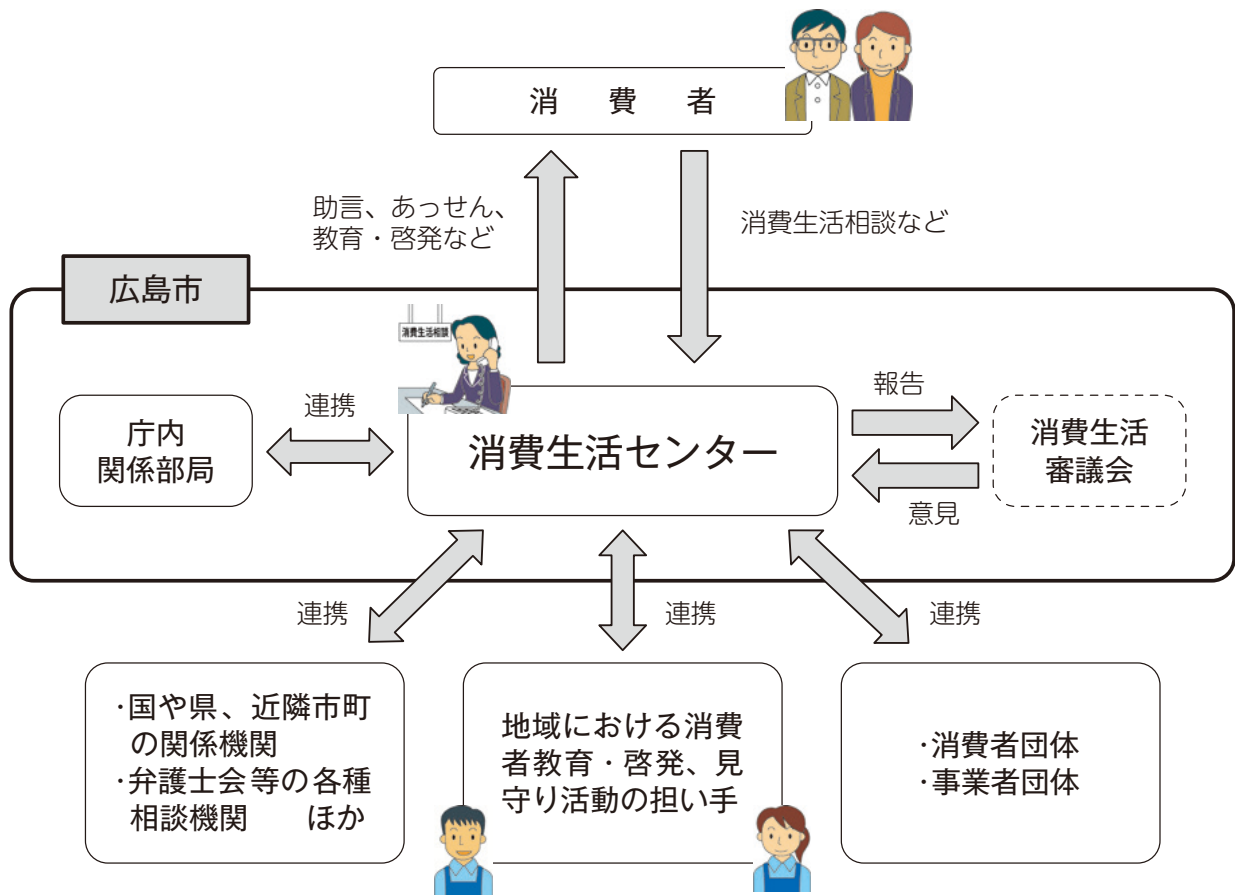 消　費　者
助言、あっせん、
教育・啓発など
消費生活相談など
広島市
消費生活相談
庁内
関係部局
連携
消費生活センター
報告
意見
消費生活
審議会
連携
連携
連携
・国や県、近隣市町
の関係機関
・弁護士会等の各種
相談機関　　ほか
地域における消費
者教育・啓発、見
守り活動の担い手
・消費者団体
・事業者団体